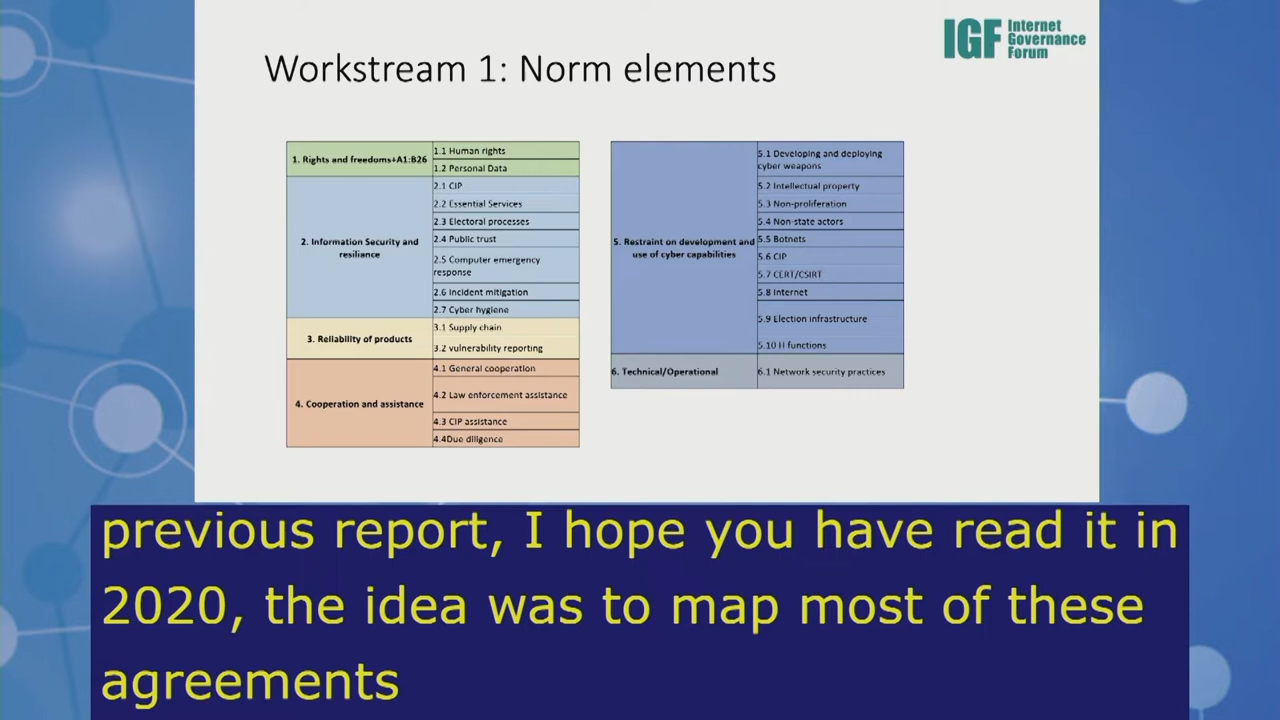 IGF Internet
Governance
Forum
Workstream 1: Norm elements
1. Rights and freedoms+A1:B26
1.1 Human rights
1.2 Personal Data
2. Information Security and
resiliance
2.1 CIP
2.2 Essential Services
2.3 Electoral processes
2.4 Public trust
2.5 Computer emergency
response
2.6 Incident mitigation
2.7 Cyber hygiene
3. Reliability of products
3.1 Supply chain
3.2 vulnerability reporting
4. Cooperation and assistance
4.1 General cooperation
4.2 Law enforcement assistance
4.3 CIP assistance
4.4Due diligence
5. Restraint on development and
use of cyber capabilities
5.1 Developing and deploying
cyber weapons
5.2 Intellectual property
5.3 Non-proliferation
5.4 Non-state actors
5.5 Botnets
5.6 CIP
5.7 CERT/CSIRT
5.8 Internet
5.9 Election infrastructure
5.10 II functions
6. Technical/Operational
6.1 Network security practices
previous report, I hope you have read it in
2020, the idea was to map most of these
agreements